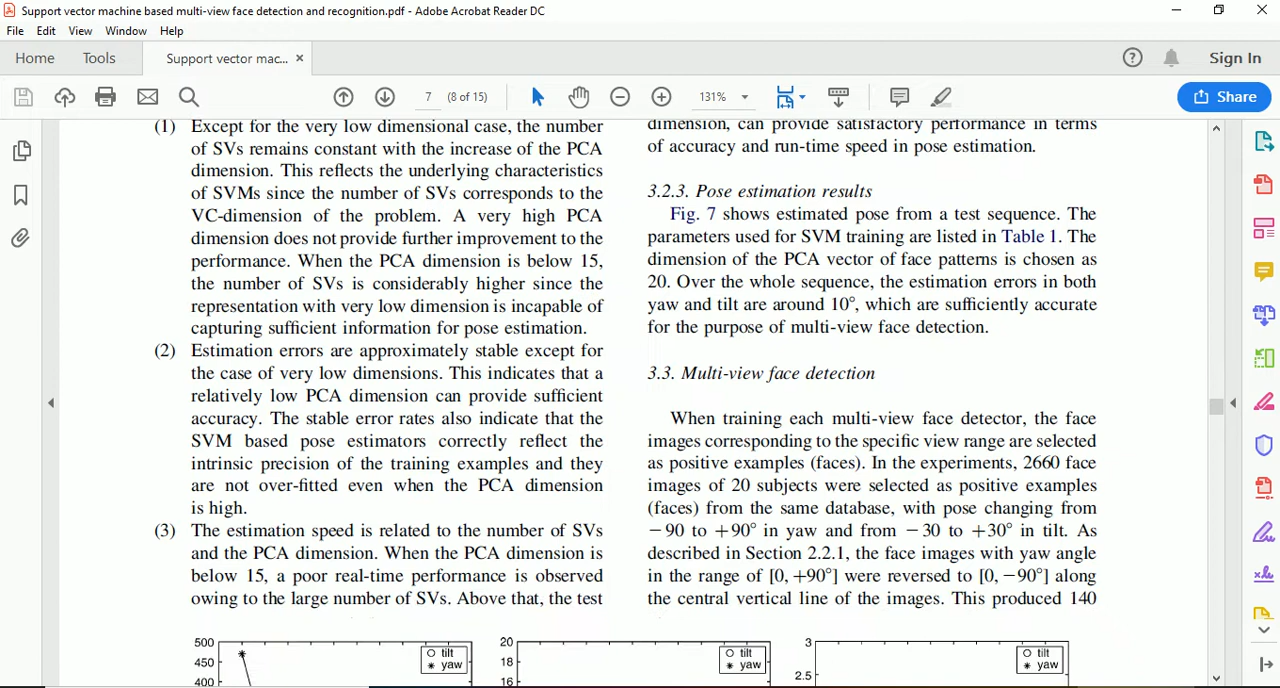 Support vector machine based multi-view face detection and recognition.pdf - Adobe Acrobat Reader DC
File Edit View Window Help
Home Tools Support vector mac... × Sign In
7 (8 of 15) 131% Share
(1) Except for the very low dimensional case, the number
of SVs remains constant with the increase of the PCA
dimension. This reflects the underlying characteristics
of SVMs since the number of SVs corresponds to the
VC-dimension of the problem. A very high PCA
dimension does not provide further improvement to the
performance. When the PCA dimension is below 15,
the number of SVs is considerably higher since the
representation with very low dimension is incapable of
capturing sufficient information for pose estimation.
(2) Estimation errors are approximately stable except for
the case of very low dimensions. This indicates that a
relatively low PCA dimension can provide sufficient
accuracy. The stable error rates also indicate that the
SVM based pose estimators correctly reflect the
intrinsic precision of the training examples and they
are not over-fitted even when the PCA dimension
is high.
(3) The estimation speed is related to the number of SVs
and the PCA dimension. When the PCA dimension is
below 15, a poor real-time performance is observed
owing to the large number of SVs. Above that, the test
dimension, can provide satisfactory performance in terms
of accuracy and run-time speed in pose estimation.
3.2.3. Pose estimation results
Fig. 7 shows estimated pose from a test sequence. The
parameters used for SVM training are listed in Table 1. The
dimension of the PCA vector of face patterns is chosen as
20. Over the whole sequence, the estimation errors in both
yaw and tilt are around 10°, which are sufficiently accurate
for the purpose of multi-view face detection.
3.3. Multi-view face detection
When training each multi-view face detector, the face
images corresponding to the specific view range are selected
as positive examples (faces). In the experiments, 2660 face
images of 20 subjects were selected as positive examples
(faces) from the same database, with pose changing from
−90 to +90° in yaw and from −30 to +30° in tilt. As
described in Section 2.2.1, the face images with yaw angle
in the range of [0, +90°] were reversed to [0, −90°] along
the central vertical line of the images. This produced 140
500
450
400
tilt
yaw
20
18
16
tilt
yaw
3
2.5
tilt
yaw